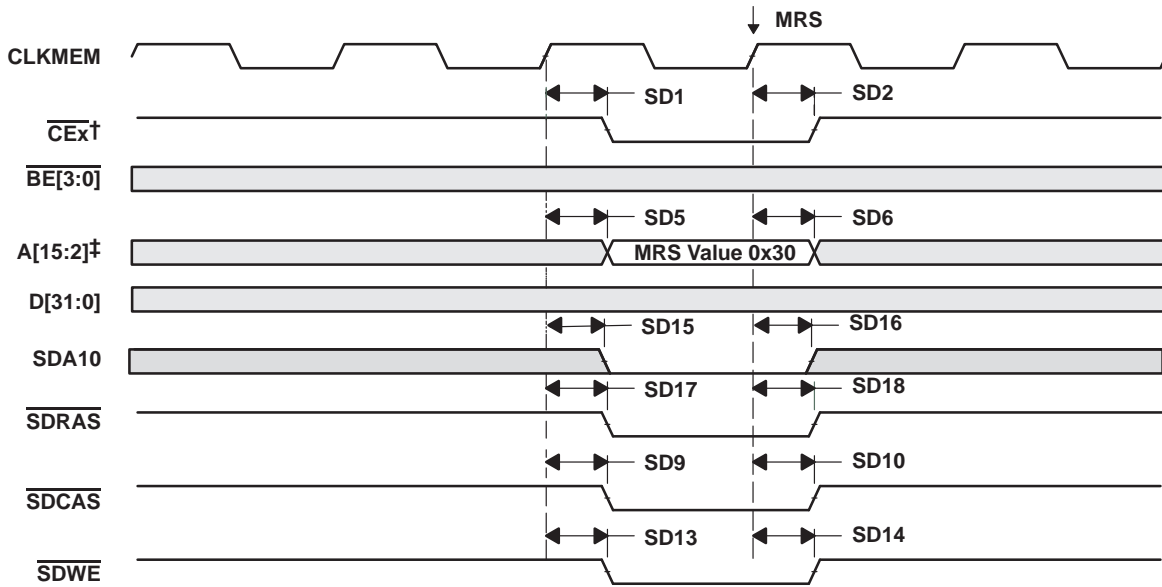 MRS
CLKMEM
SD1 SD2
CEx†
BE[3:0]
SD5 SD6
A[15:2]‡ MRS Value 0x30
D[31:0]
SD15 SD16
SDA10
SD17 SD18
SDRAS
SD9 SD10
SDCAS
SD13 SD14
SDWE